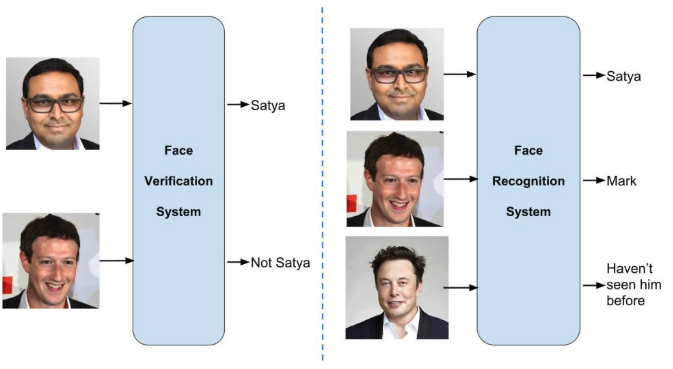 Face
Verification
System
Satya
Not Satya
Face
Recognition
System
Satya
Mark
Haven't
seen him
before